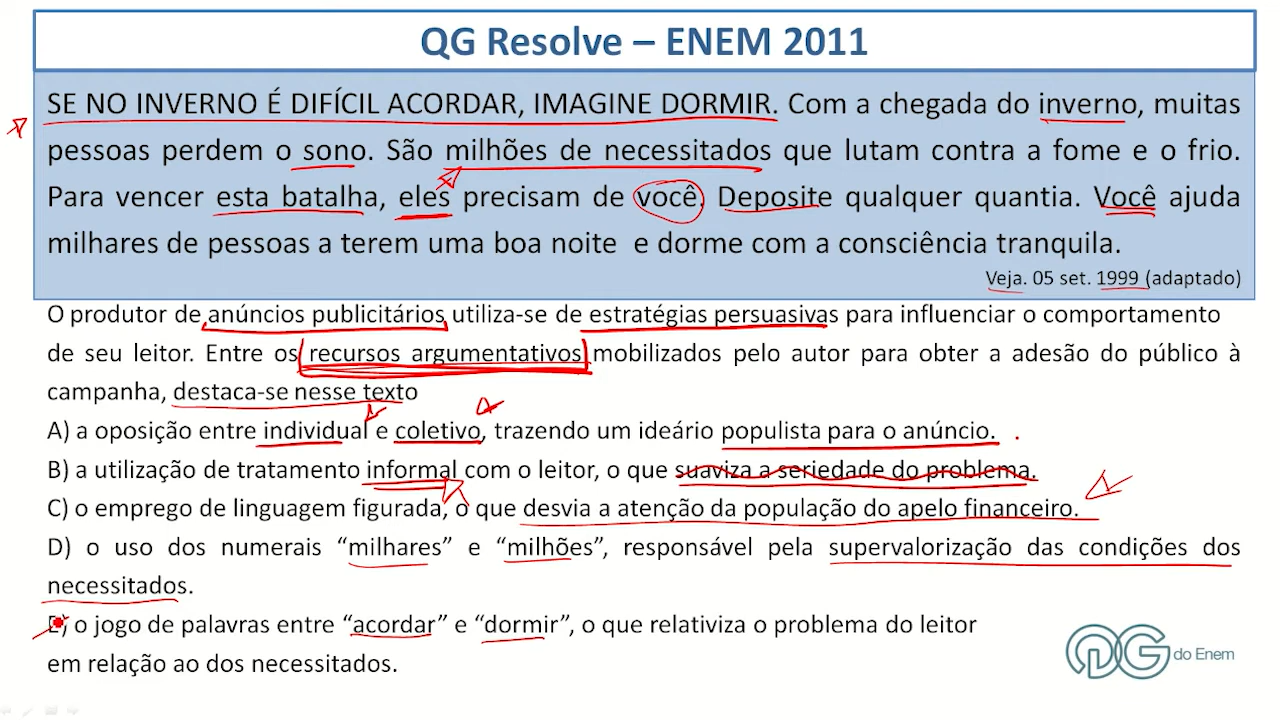 QG Resolve – ENEM 2011
SE NO INVERNO É DIFÍCIL ACORDAR, IMAGINE DORMIR. Com a chegada do inverno, muitas
pessoas perdem o sono. São milhões de necessitados que lutam contra a fome e o frio.
Para vencer esta batalha, eles precisam de você. Deposite qualquer quantia. Você ajuda
milhares de pessoas a terem uma boa noite e dorme com a consciência tranquila.
Veja. 05 set. 1999 (adaptado)
O produtor de anúncios publicitários utiliza-se de estratégias persuasivas para influenciar o comportamento
de seu leitor. Entre os recursos argumentativos mobilizados pelo autor para obter a adesão do público à
campanha, destaca-se nesse texto
A) a oposição entre individual e coletivo, trazendo um ideário populista para o anúncio.
B) a utilização de tratamento informal com o leitor, o que suaviza a seriedade do problema.
C) o emprego de linguagem figurada, o que desvia a atenção da população do apelo financeiro.
D) o uso dos numerais “milhares” e “milhões”, responsável pela supervalorização das condições dos
necessitados.
E) o jogo de palavras entre “acordar” e “dormir”, o que relativiza o problema do leitor
em relação ao dos necessitados.
QG do Enem